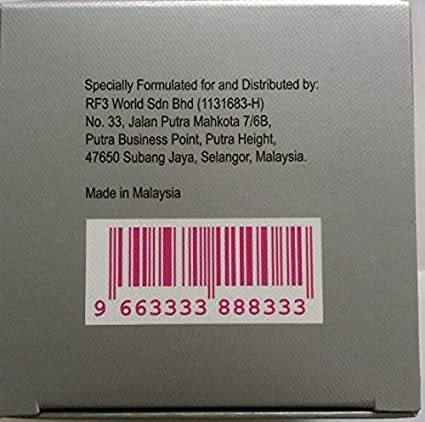 Specially Formulated for and Distributed by:
RF3 World Sdn Bhd (1131683-H)
No. 33, Jalan Putra Mahkota 7/6B,
Putra Business Point, Putra Height,
47650 Subang Jaya, Selangor, Malaysia.
Made in Malaysia
9 663333 888333